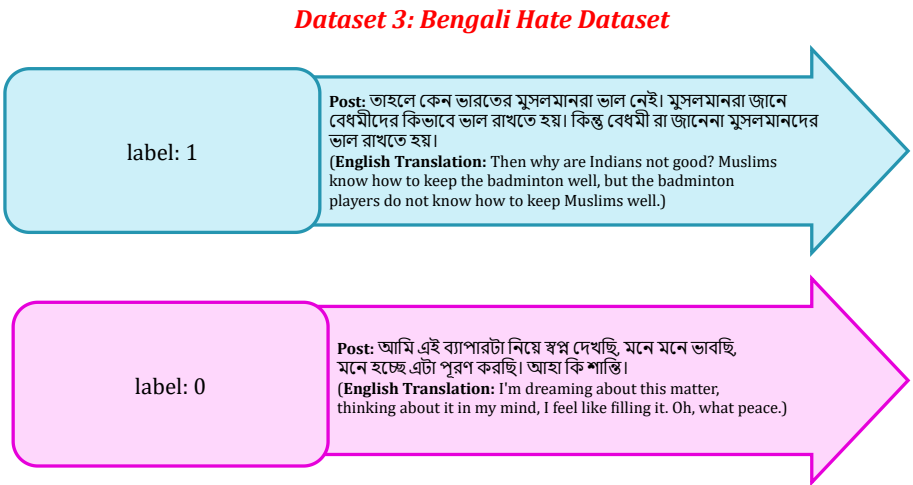 Dataset 3: Bengali Hate Dataset
label: 1
Post: তাহলে কেন ভারতের মুসলমানরা ভাল নেই। মুসলমানরা জানে
বেধমীদের কিভাবে ভাল রাখতে হয়। কিন্তু বেধমী রা জানেনা মুসলমানদের
ভাল রাখতে হয়।
(English Translation: Then why are Indians not good? Muslims
know how to keep the badminton well, but the badminton
players do not know how to keep Muslims well.)
label: 0
Post: আমি এই ব্যাপারটা নিয়ে স্বপ্ন দেখছি, মনে মনে ভাবছি,
মনে হচ্ছে এটা পূরণ করছি। আহা কি শান্তি।
(English Translation: I'm dreaming about this matter,
thinking about it in my mind, I feel like filling it. Oh, what peace.)